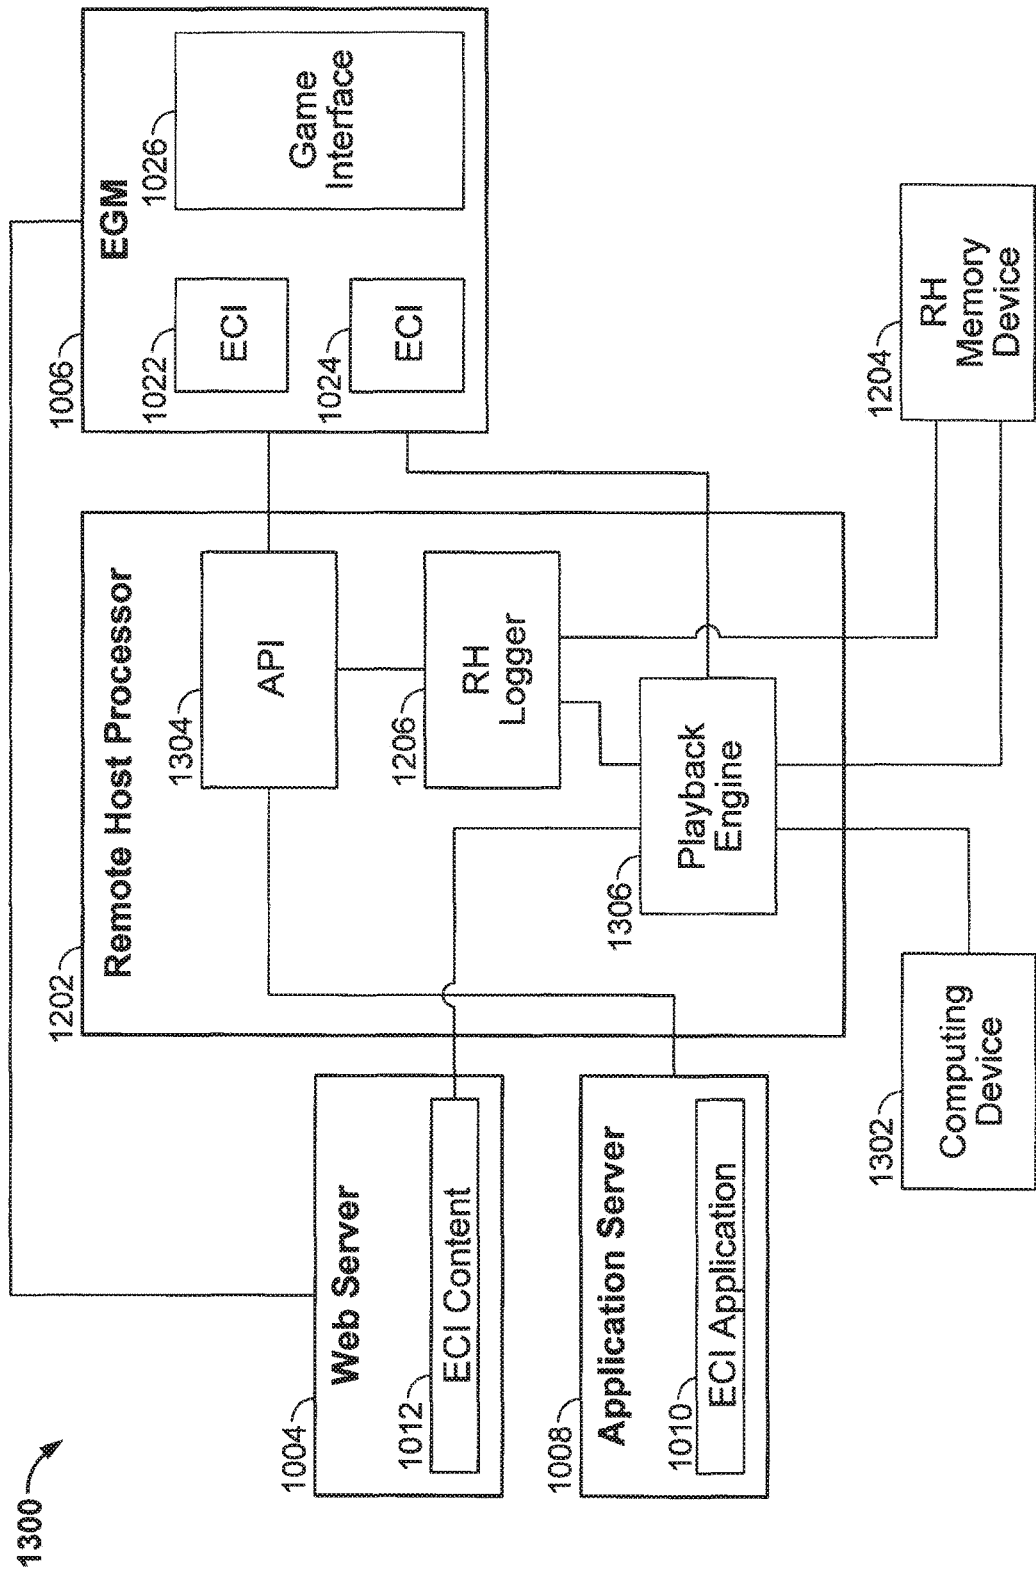 1300
1004
Web Server
1012
ECI Content
1008
Application Server
1010
ECI Application
1202
Remote Host Processor
1304
API
1206
RH
Logger
1306
Playback
Engine
1006
EGM
1022
ECI
1024
ECI
1026
Game
Interface
1302
Computing
Device
1204
RH
Memory
Device